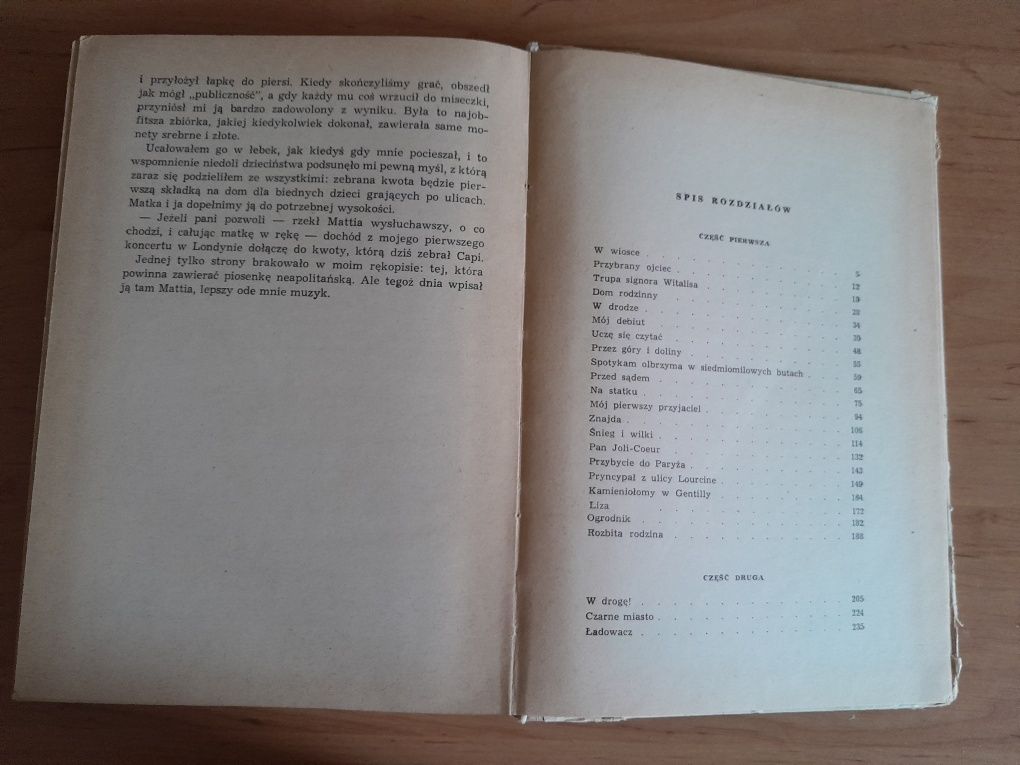 i przyłożył łapkę do piersi. Kiedy skończyliśmy grać, obszedł
jak mógł „publiczność”, a gdy każdy mu coś wrzucił do miseczki,
przyniósł mi ją bardzo zadowolony z wyniku. Była to najob-
fitsza zbiórka, jakiej kiedykolwiek dokonał, zawierała same mo-
nety srebrne i złote.
Ucałowałem go w łebek, jak kiedyś gdy mnie pocieszał, i to
wspomnienie niedoli dzieciństwa podsunęło mi pewną myśl, z którą
zaraz się podzieliłem ze wszystkimi: zebrana kwota będzie pier-
wszą składką na dom dla biednych dzieci grających po ulicach.
Matka i ja dopełnimy ją do potrzebnej wysokości.
— Jeżeli pani pozwoli — rzekł Mattia wysłuchawszy, o co
chodzi, i całując matkę w rękę — dochód z mojego pierwszego
koncertu w Londynie dołączę do kwoty, którą dziś zebrał Capi.
Jednej tylko strony brakowało w moim rękopisie: tej, która
powinna zawierać piosenkę neapolitańską. Ale tegoż dnia wpisał
ją tam Mattia, lepszy ode mnie muzyk.
SPIS ROZDZIAŁÓW
CZĘŚĆ PIERWSZA
W wiosce 5
Przybrany ojciec 12
Trupa signora Witalisa 19
Dom rodzinny
W drodze 34
Mój debiut 39
Uczę się czytać 48
Przez góry i doliny 55
Spotykam olbrzyma w siedmiomilowych butach 59
Przed sądem 65
Na statku 75
Mój pierwszy przyjaciel 94
Znajda 106
Śnieg i wilki 114
Pan Joli-Coeur 132
Przybycie do Paryża 143
Pryncypał z ulicy Lourcine 149
Kamieniołomy w Gentilly 164
Liza 172
Ogrodnik 182
Rozbita rodzina 188
CZĘŚĆ DRUGA
W drogę! 205
Czarne miasto 224
Ładowacz 235